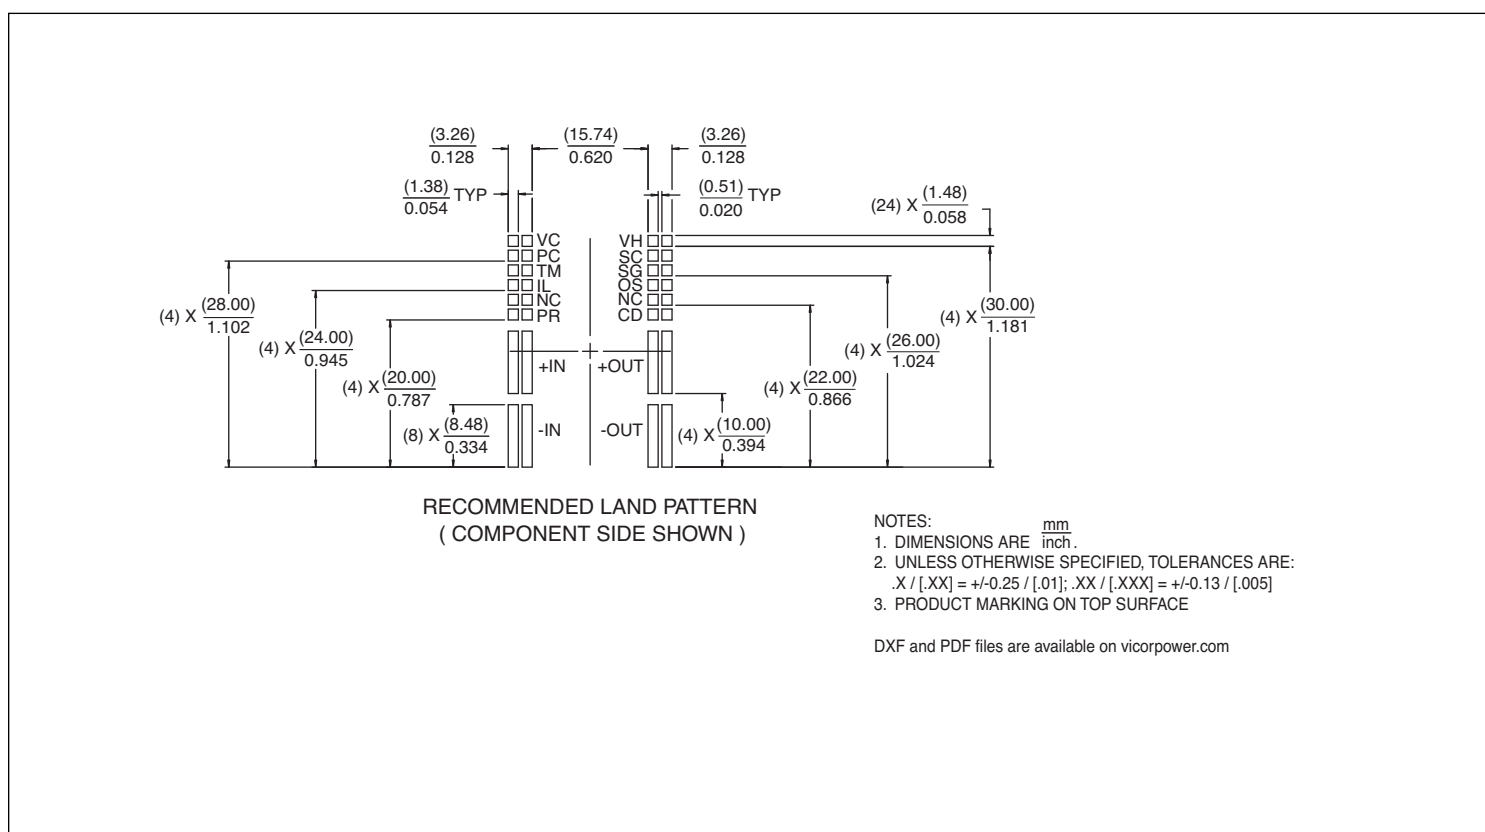 (3.26) (15.74) (3.26)
0.128 0.620 0.128
(1.38) TYP (0.51) TYP
0.054 0.020
(24) X (1.48)
0.058
VC VH
PC SC
TM SG
IL OS
NC NC
PR CD
(4) X (28.00)
1.102
(4) X (24.00)
0.945
(4) X (20.00)
0.787
(8) X (8.48)
0.334
+IN +OUT
-IN -OUT
(4) X (10.00)
0.394
(4) X (22.00)
0.866
(4) X (26.00)
1.024
(4) X (30.00)
1.181
RECOMMENDED LAND PATTERN
( COMPONENT SIDE SHOWN )
NOTES:
1. DIMENSIONS ARE mm
inch .
2. UNLESS OTHERWISE SPECIFIED, TOLERANCES ARE:
.X / [.XX] = +/-0.25 / [.01]; .XX / [.XXX] = +/-0.13 / [.005]
3. PRODUCT MARKING ON TOP SURFACE
DXF and PDF files are available on vicorpower.com